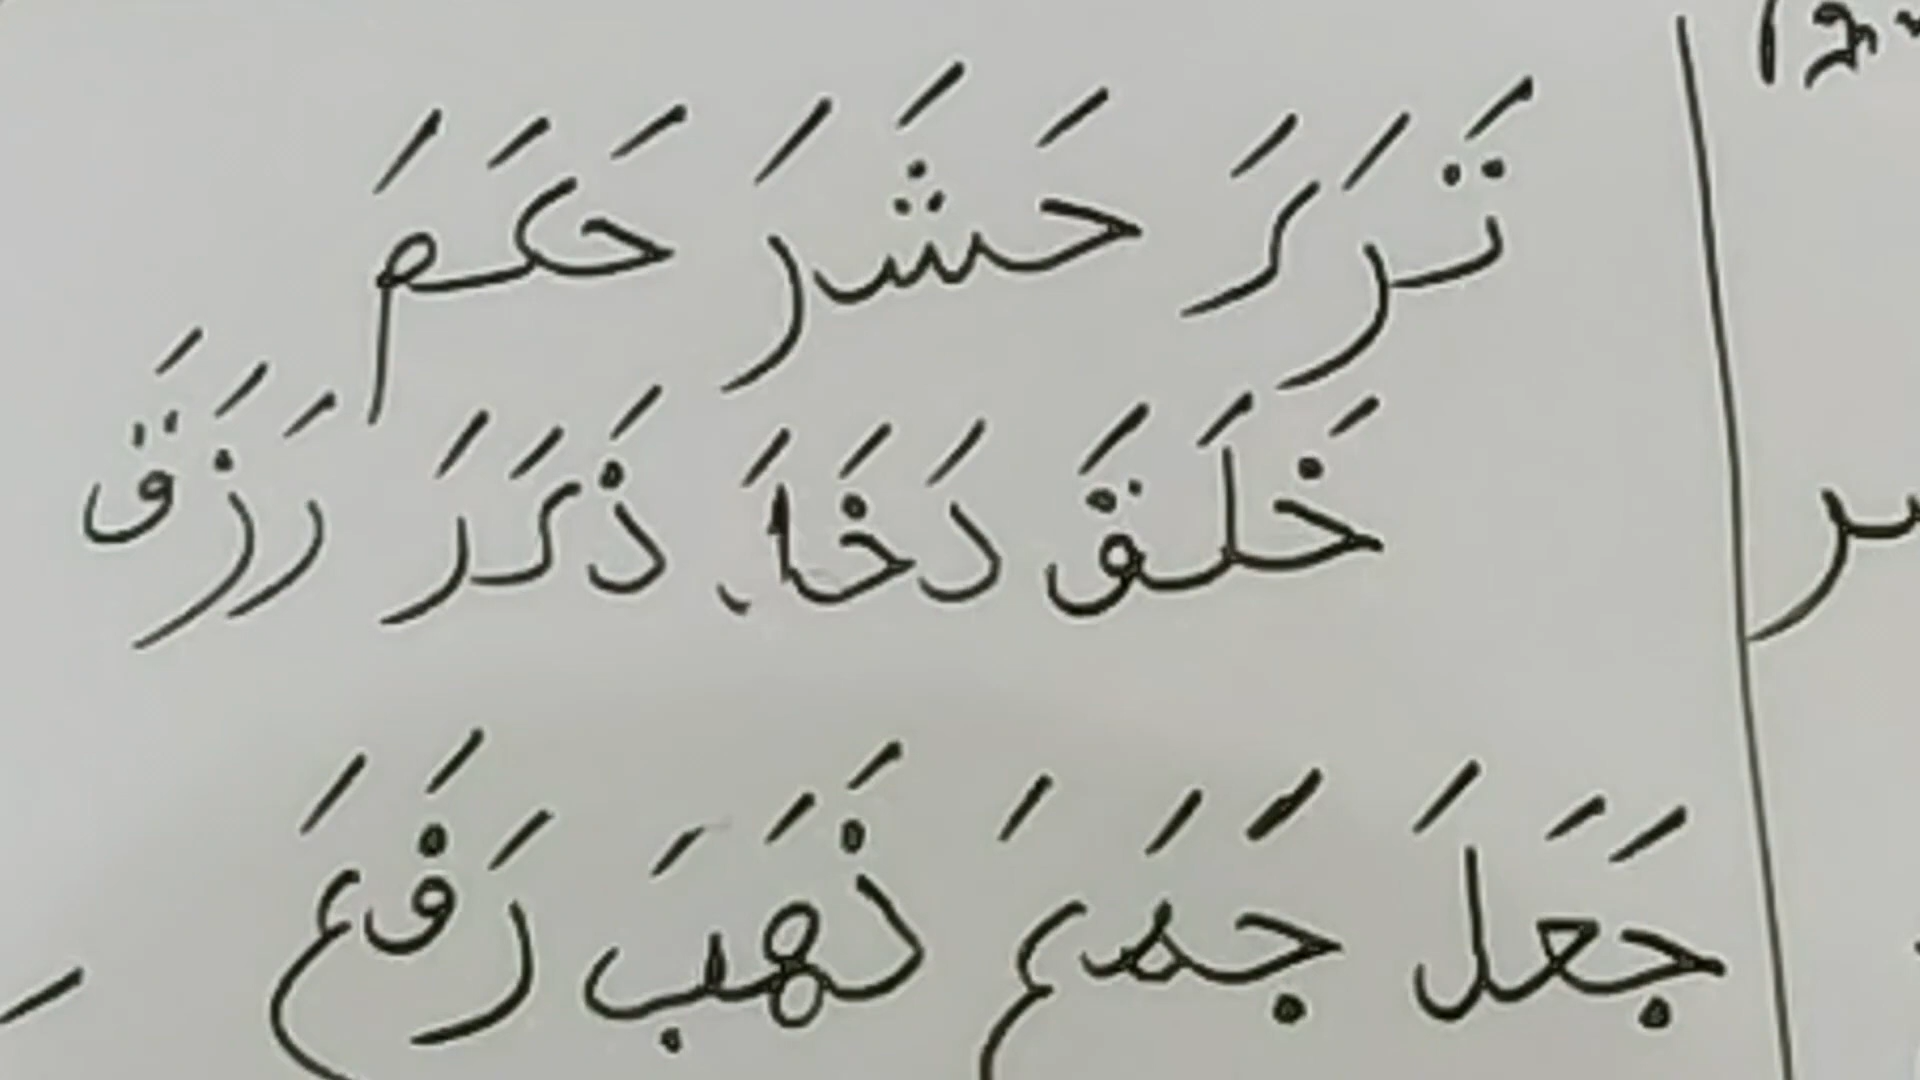 تَرَكَ حَشَرَ حَكَمَ
خَلَقَ دَخَلَ ذَكَرَ رَزَقَ
جَعَلَ جَمَعَ ذَهَبَ رَفَعَ